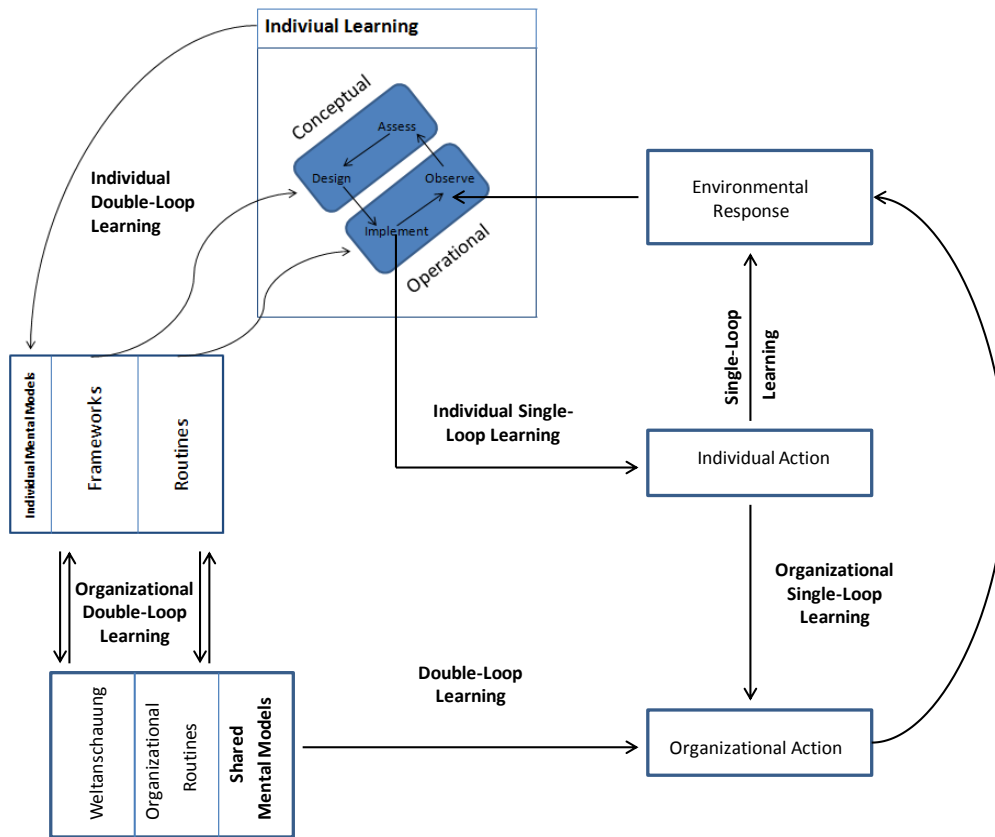 Indiviual Learning
Conceptual
Assess
Design
Observe
Implement
Operational
Individual
Double-Loop
Learning
Environmental
Response
Single-Loop
Learning
Individual Mental Models
Frameworks
Routines
Individual Single-
Loop Learning
Individual Action
Organizational
Double-Loop
Learning
Organizational
Single-Loop
Learning
Weltanschauung
Organizational
Routines
Shared
Mental Models
Double-Loop
Learning
Organizational Action